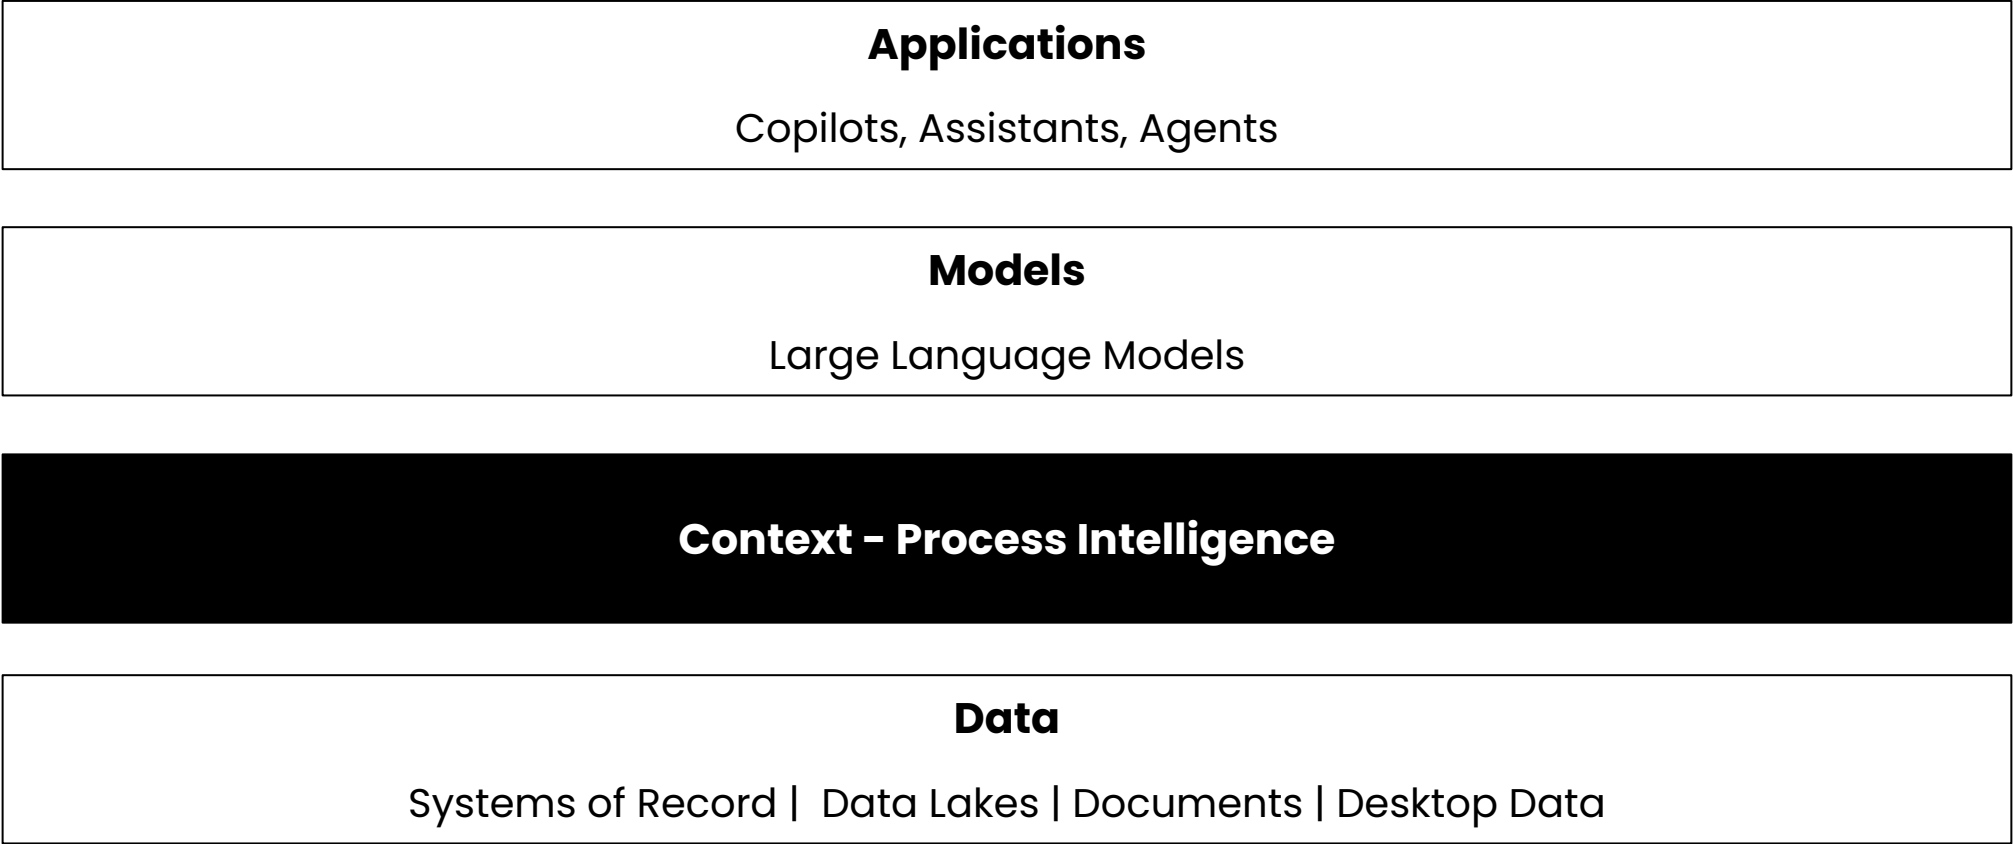 Applications
Copilots, Assistants, Agents
Models
Large Language Models
Context - Process Intelligence
Data
Systems of Record |  Data Lakes | Documents | Desktop Data